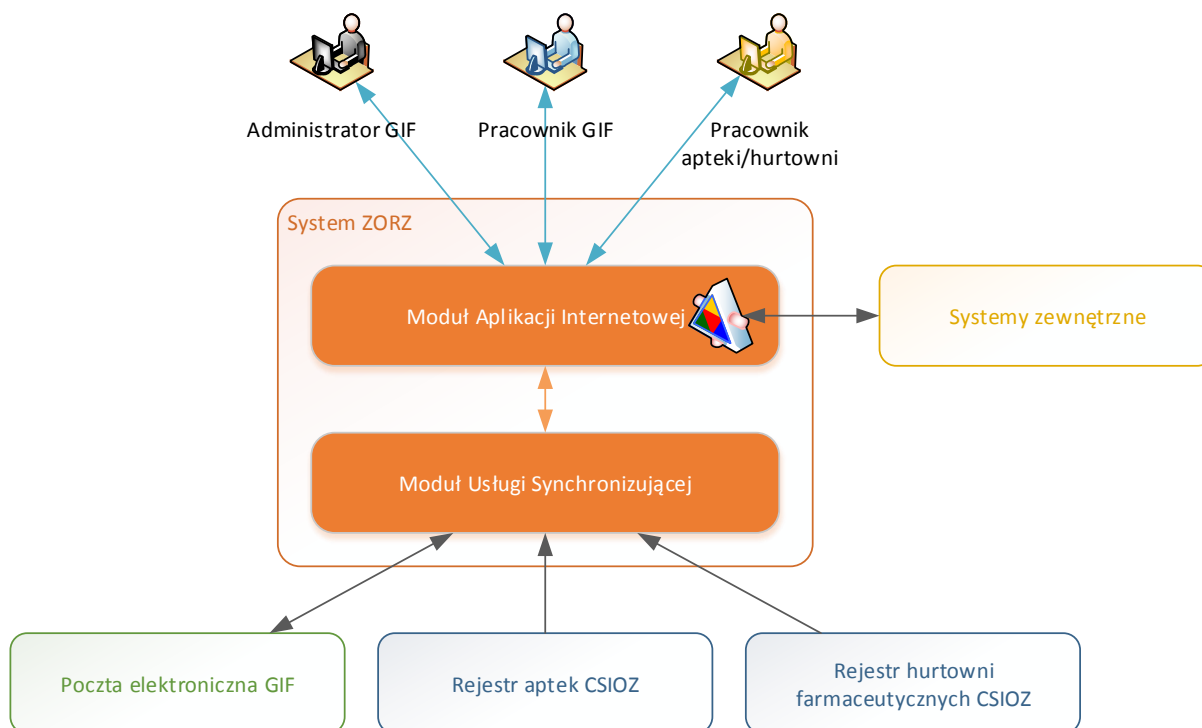 Administrator GIF
Pracownik GIF
Pracownik
apteki/hurtowni
System ZORZ
Moduł Aplikacji Internetowej
Systemy zewnętrzne
Moduł Usługi Synchronizującej
Poczta elektroniczna GIF
Rejestr aptek CSIOZ
Rejestr hurtowni
farmaceutycznych CSIOZ